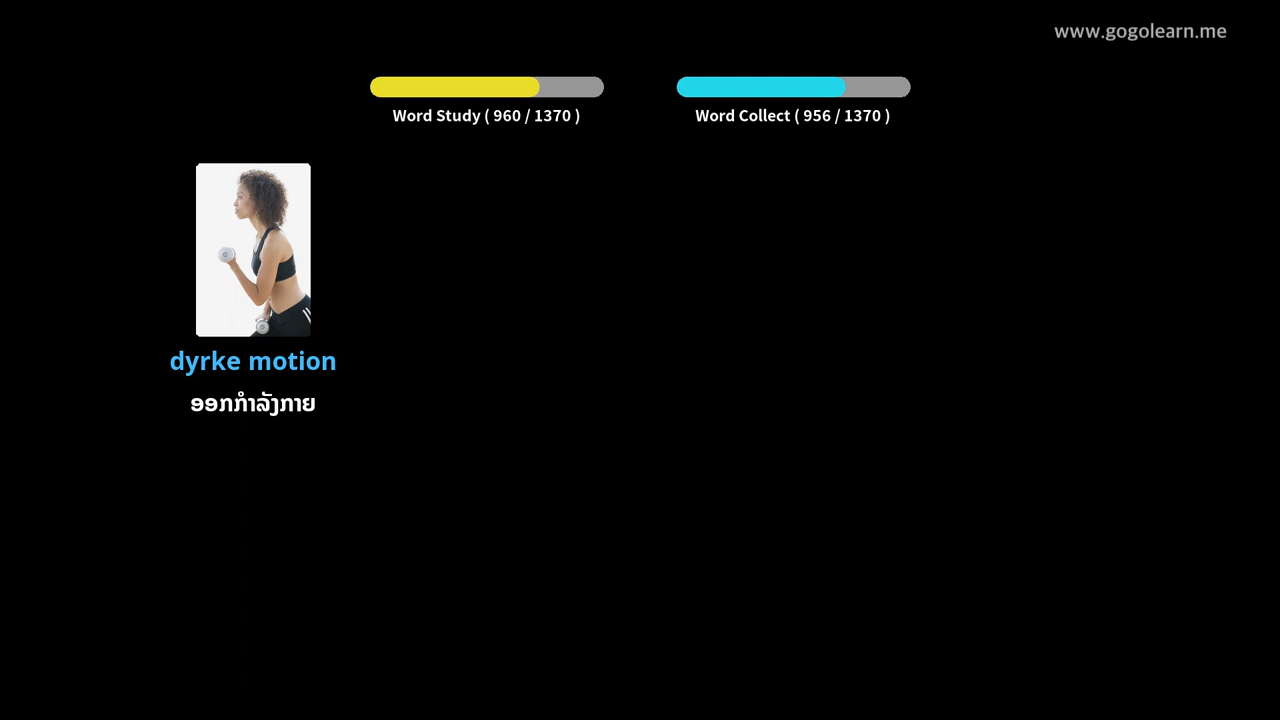 www.gogolearn.me
Word Study ( 960 / 1370 )
Word Collect ( 956 / 1370 )
dyrke motion
ອອກກຳລັງກາຍ